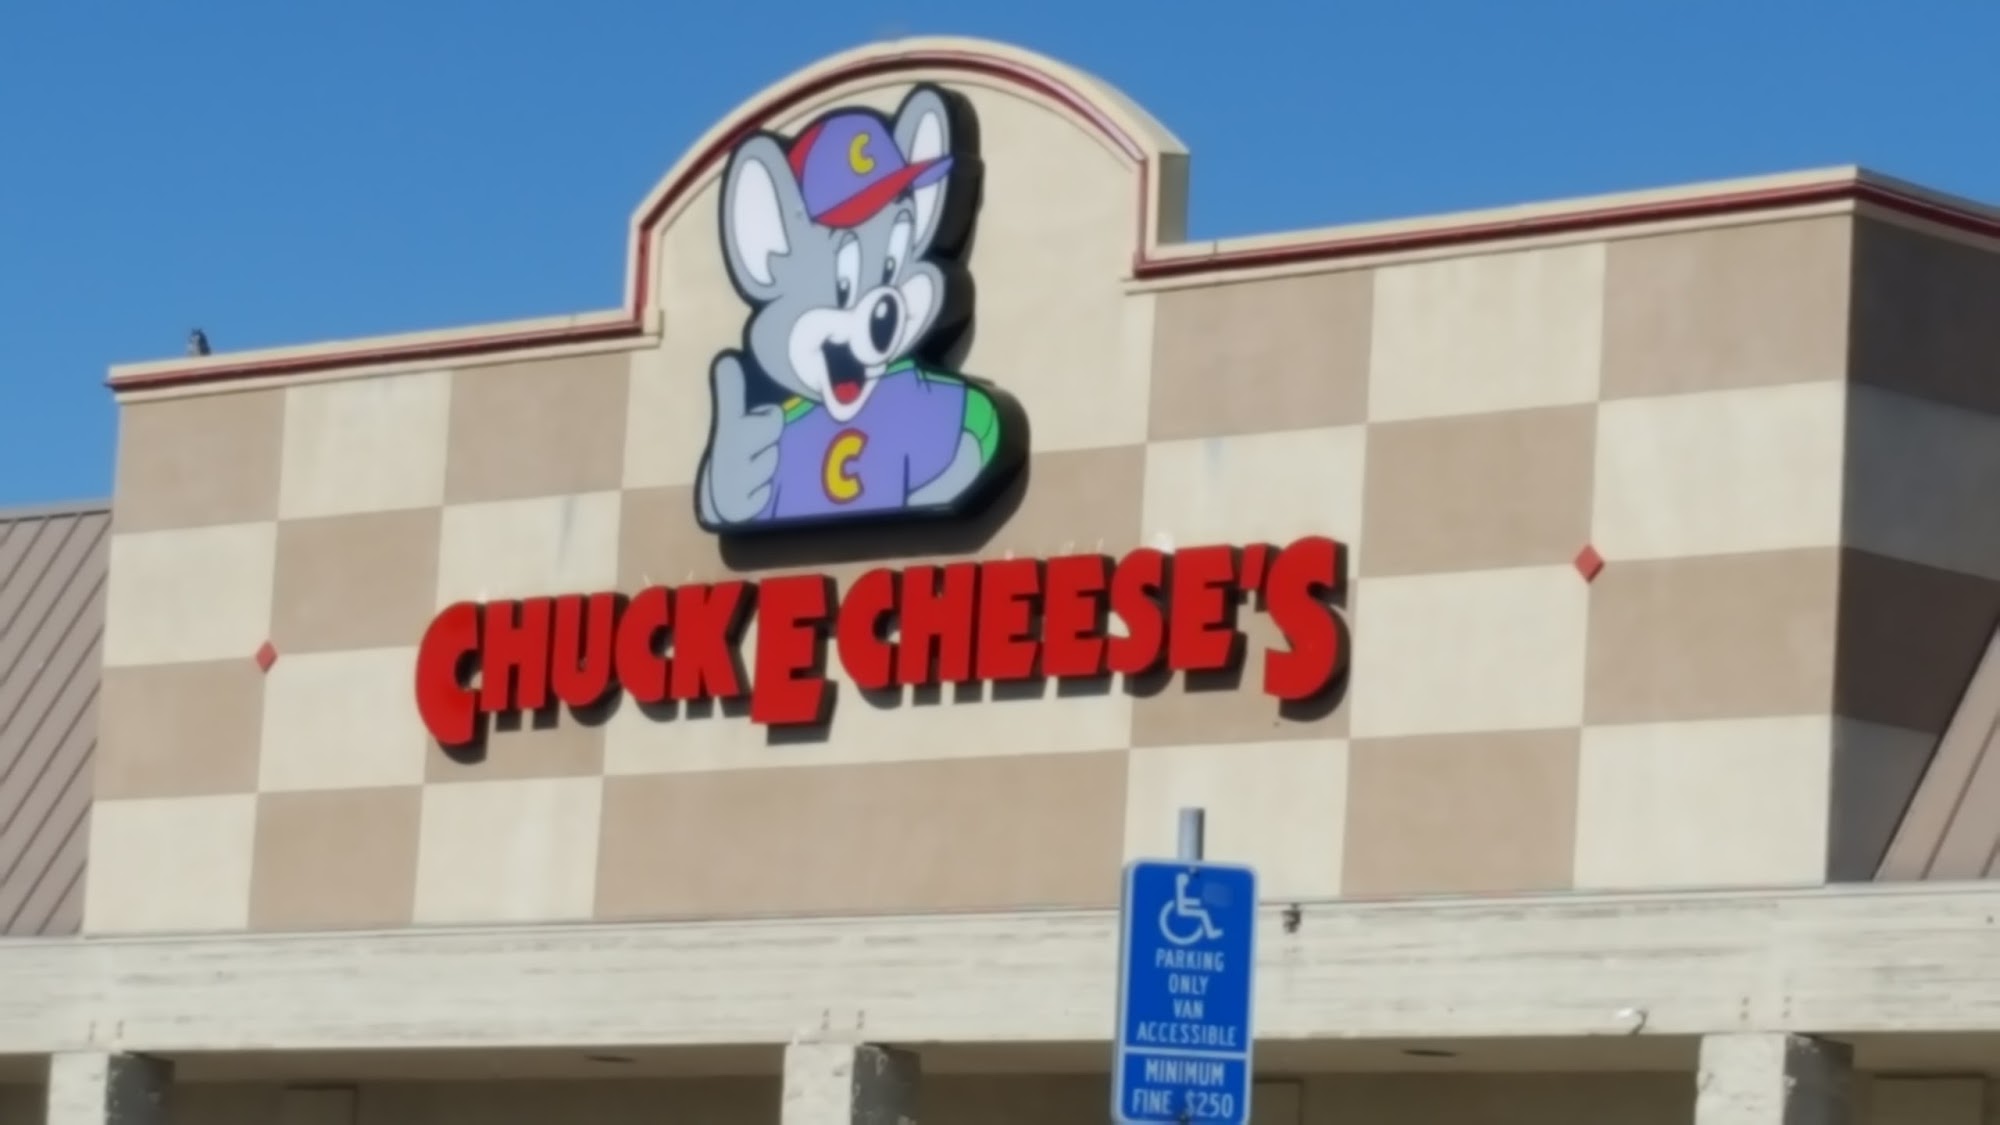 C
C
CHUCK E CHEESE'S
PARKING
ONLY
VAN
ACCESSIBLE
MINIMUM
FINE $250